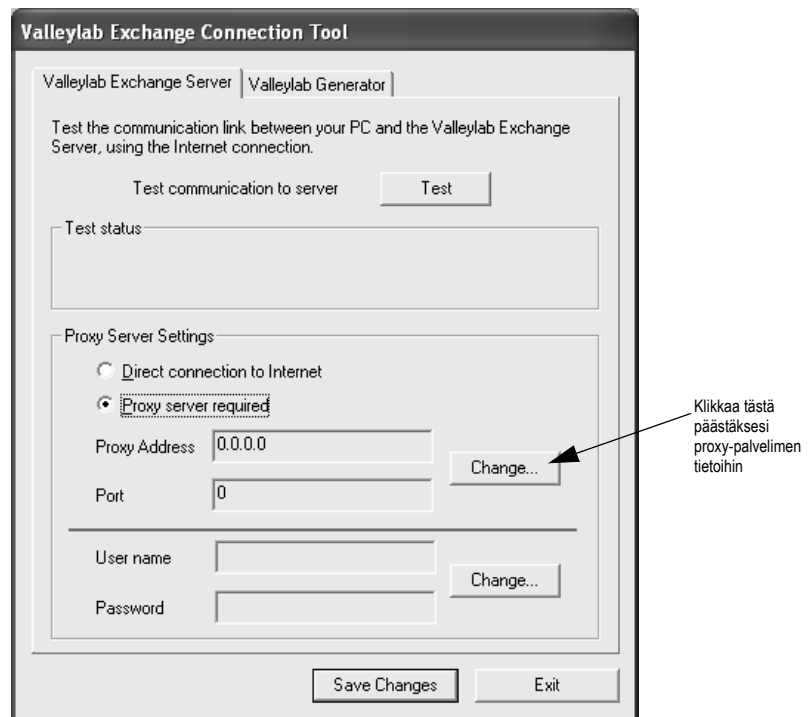 Valleylab Exchange Connection Tool
Valleylab Exchange Server
Valleylab Generator
Test the communication link between your PC and the Valleylab Exchange
Server, using the Internet connection.
Test communication to server
Test
Test status
Proxy Server Settings
Direct connection to Internet
Proxy server required
Proxy Address
0.0.0.0
Change...
Port
0
User name
Change...
Password
Save Changes
Exit
Klikkaa tästä
päästäksesi
proxy-palvelimen
tietoihin